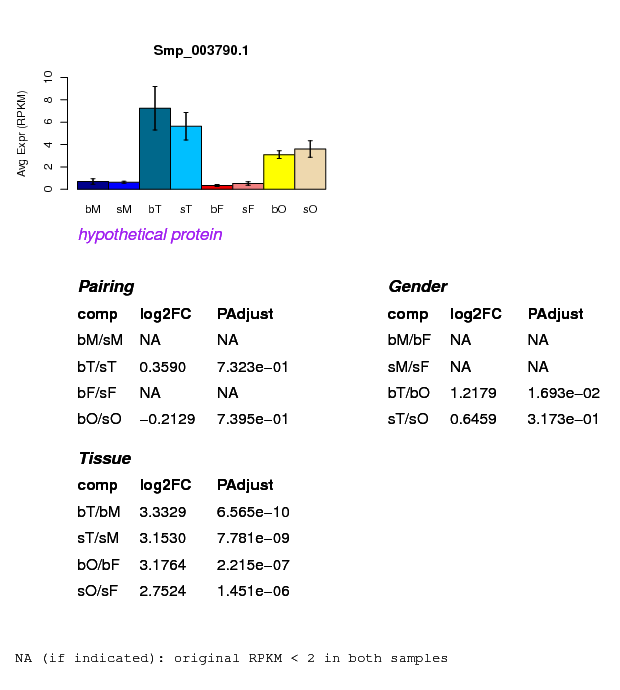 Smp_003790.1
Avg Expr (RPKM)
0 2 4 6 8 10
bM sM bT sT bF sF bO sO
hypothetical protein
Pairing
comp log2FC PAdjust
bM/sM NA NA
bT/sT 0.3590 7.323e−01
bF/sF NA NA
bO/sO −0.2129 7.395e−01
Gender
comp log2FC PAdjust
bM/bF NA NA
sM/sF NA NA
bT/bO 1.2179 1.693e−02
sT/sO 0.6459 3.173e−01
Tissue
comp log2FC PAdjust
bT/bM 3.3329 6.565e−10
sT/sM 3.1530 7.781e−09
bO/bF 3.1764 2.215e−07
sO/sF 2.7524 1.451e−06
NA (if indicated): original RPKM < 2 in both samples